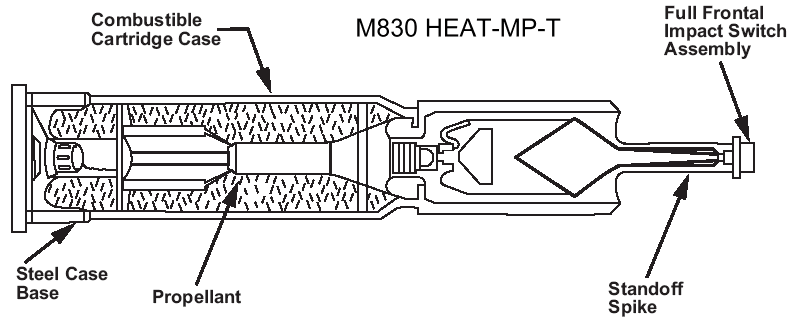 Combustible
Cartridge Case
M830 HEAT-MP-T
Full Frontal
Impact Switch
Assembly
Steel Case
Base
Propellant
Standoff
Spike